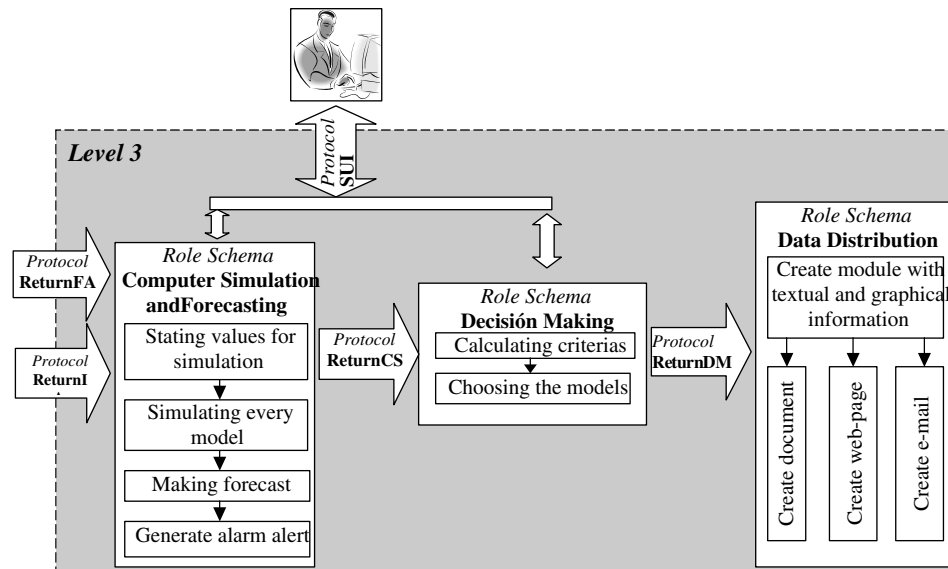 Level 3
Protocol
SUI
Protocol
ReturnFA
Protocol
ReturnI
Role Schema
Computer Simulation
andForecasting
Stating values for
simulation
Simulating every
model
Making forecast
Generate alarm alert
Protocol
ReturnCS
Role Schema
Decisión Making
Calculating criterias
Choosing the models
Protocol
ReturnDM
Role Schema
Data Distribution
Create module with
textual and graphical
information
Create document
Create web-page
Create e-mail